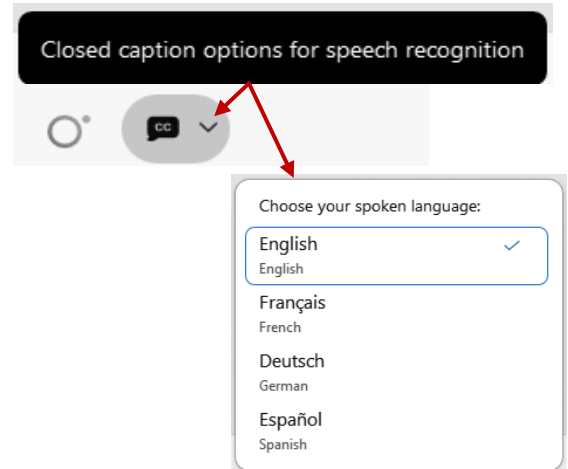 Closed caption options for speech recognition
CC
Choose your spoken language:
English
English
Français
French
Deutsch
German
Español
Spanish